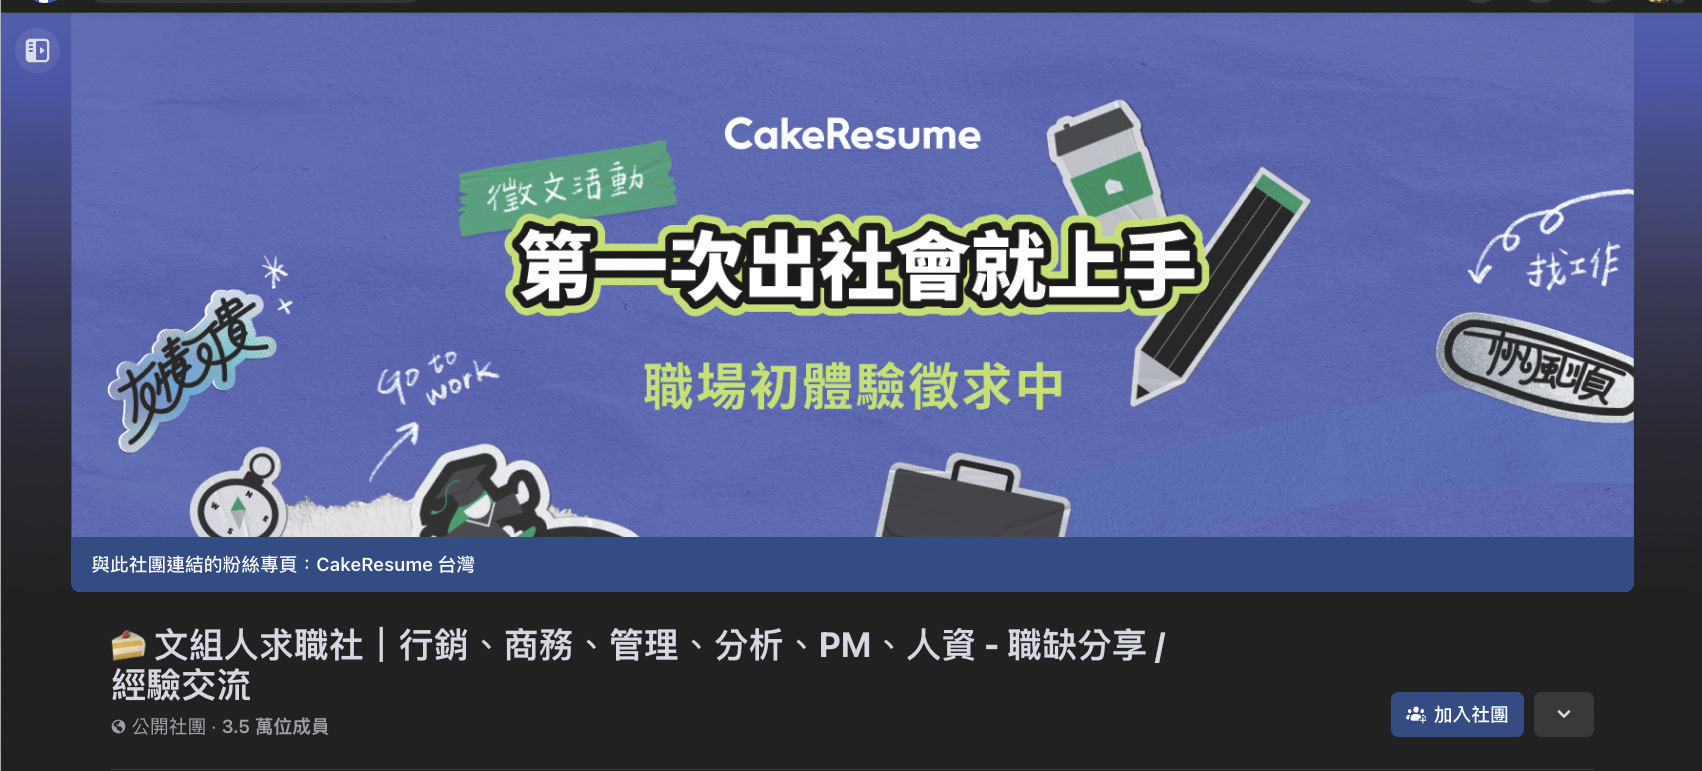 CakeResume
徵文活動
第一次出社會就上手
職場初體驗徵求中
找工作
Go to
work
一帆風順
N
W
S
與此社團連結的粉絲專頁：CakeResume 台灣
🍰 文組人求職社｜行銷、商務、管理、分析、PM、人資 - 職缺分享 /
經驗交流
公開社團 · 3.5 萬位成員
加入社團